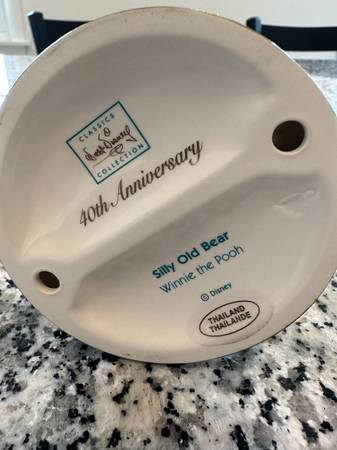 CLASSICS
Walt Disney
COLLECTION
40th Anniversary
Silly Old Bear
Winnie the Pooh
© Disney
THAILAND
THAILANDE